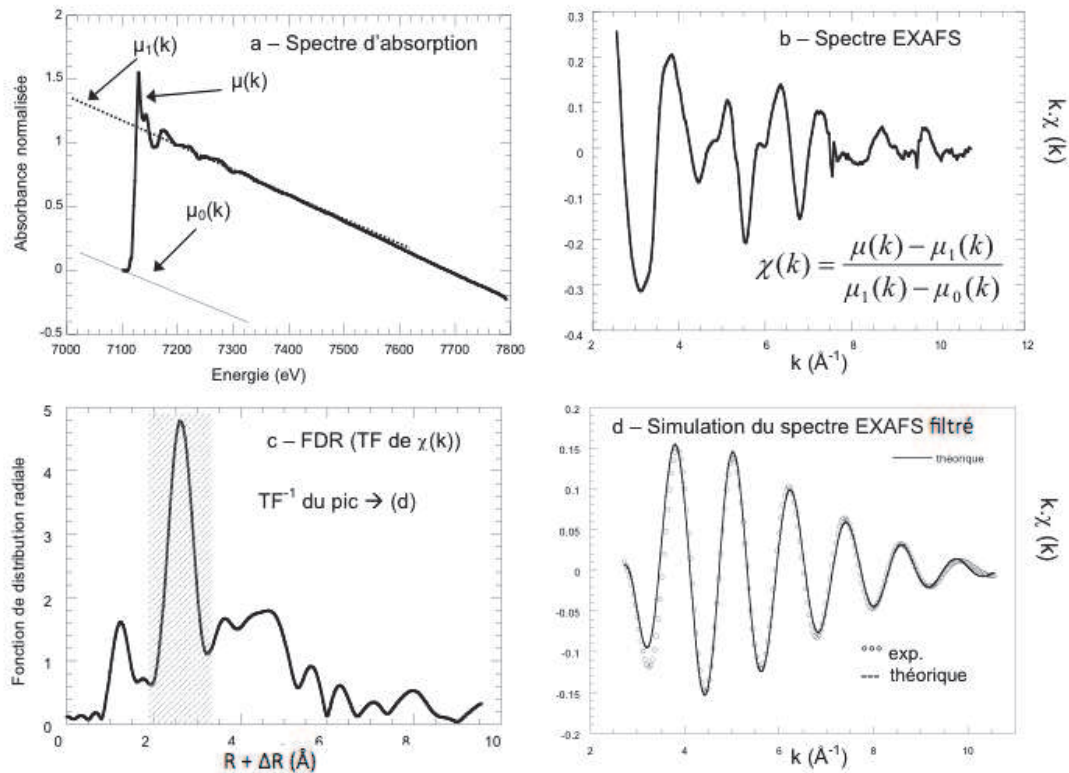 a – Spectre d'absorption
μ₁(k)
μ(k)
μ₀(k)
Absorbance normalisée
2
1.5
1
0.5
0
-0.5
7000 7100 7200 7300 7400 7500 7600 7700 7800
Energie (eV)
b – Spectre EXAFS
0.3
0.2
0.1
0
-0.1
-0.2
-0.3
-0.4
k.χ (k)
χ(k) = (μ(k) − μ₁(k)) / (μ₁(k) − μ₀(k))
2 4 6 8 10 12
k (Å⁻¹)
c – FDR (TF de χ(k))
TF⁻¹ du pic → (d)
Fonction de distribution radiale
5
4
3
2
1
0
0 2 4 6 8 10
R + ΔR (Å)
d – Simulation du spectre EXAFS filtré
théorique
0.2
0.15
0.1
0.05
0
-0.05
-0.1
-0.15
-0.2
k.χ (k)
exp.
théorique
2 4 6 8 10
k (Å⁻¹)